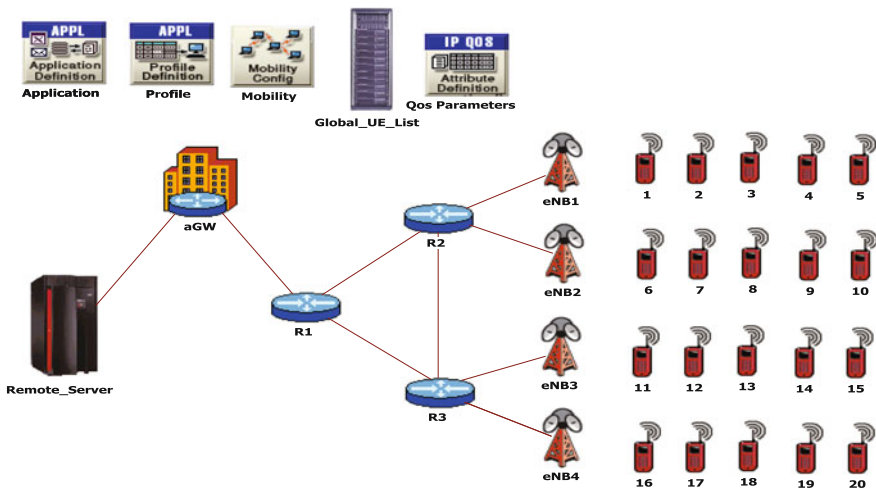 APPL
Application
Definition
Application
APPL
Profiile
Definition
Profile
Mobility
Config
Mobility
Global_UE_List
IP QOS
Attribute
Definition
Qos Parameters
aGW
Remote_Server
R1
R2
R3
eNB1
1 2 3 4 5
eNB2
6 7 8 9 10
eNB3
11 12 13 14 15
eNB4
16 17 18 19 20